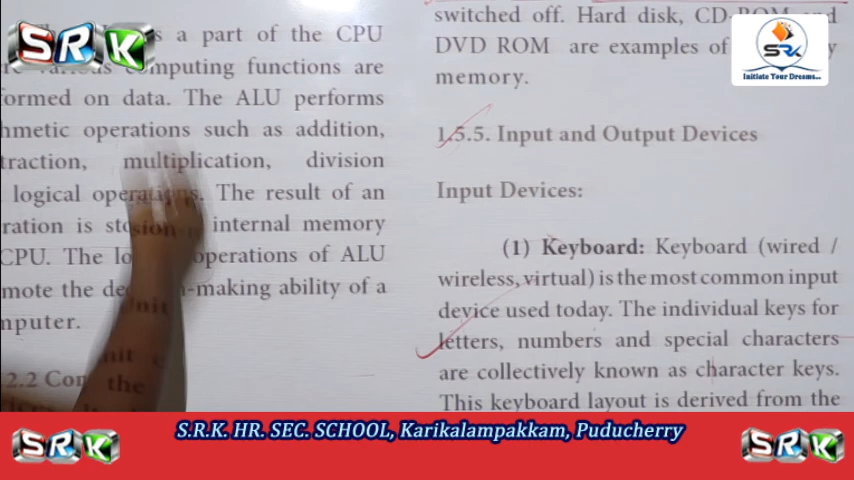 SRK
s a part of the CPU
various computing functions are
formed on data. The ALU performs
hmetic operations such as addition,
traction, multiplication, division
logical operations. The result of an
ration is sto internal memory
CPU. The lo operations of ALU
mote the de -making ability of a
mputer.
2.2 Con
the
switched off. Hard disk, CD-ROM and
DVD ROM are examples of y
memory.
1.5.5. Input and Output Devices
Input Devices:
(1) Keyboard: Keyboard (wired /
wireless, virtual) is the most common input
device used today. The individual keys for
letters, numbers and special characters
are collectively known as character keys.
This keyboard layout is derived from the
SRK
Initiate Your Dreams...
SRK
S.R.K. HR. SEC. SCHOOL, Karikalampakkam, Puducherry
SRK